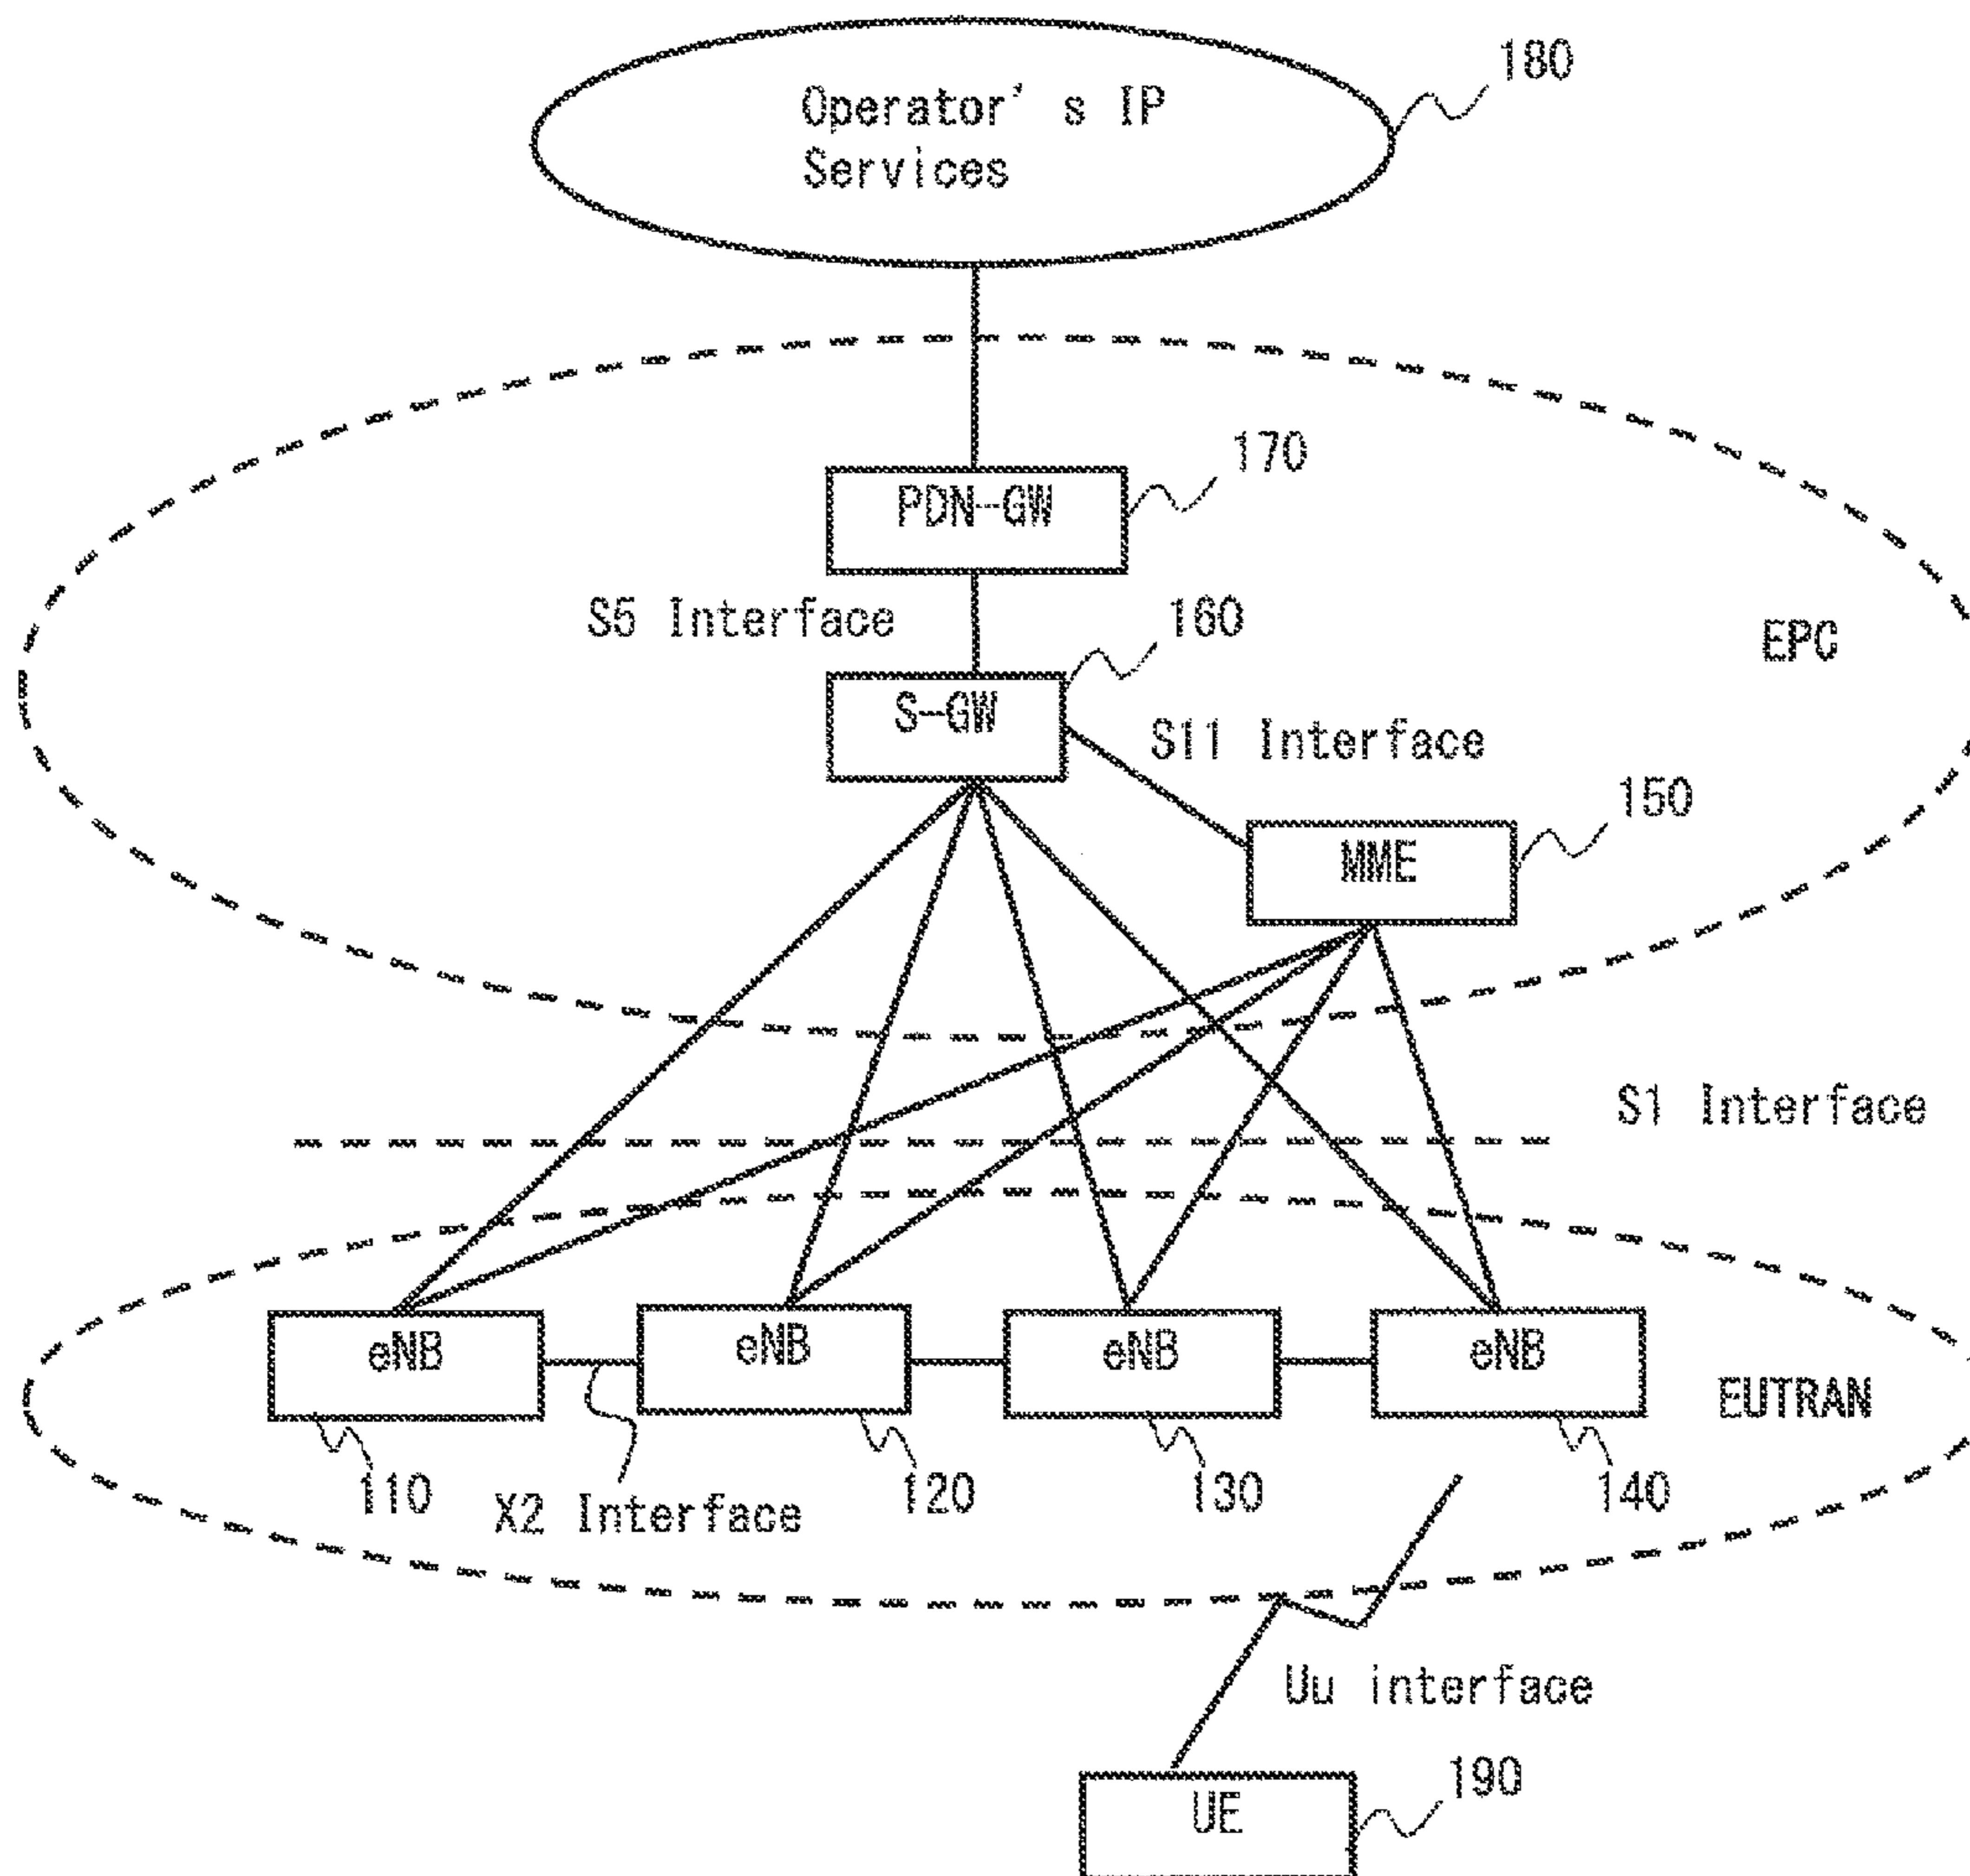 180
Operator's IP
Services
170
PDN-GW
S5 Interface
160
EPC
S-GW
S11 Interface
150
MME
S1 Interface
eNB
eNB
eNB
eNB
EUTRAN
110
X2 Interface
120
130
140
Uu interface
190
UE